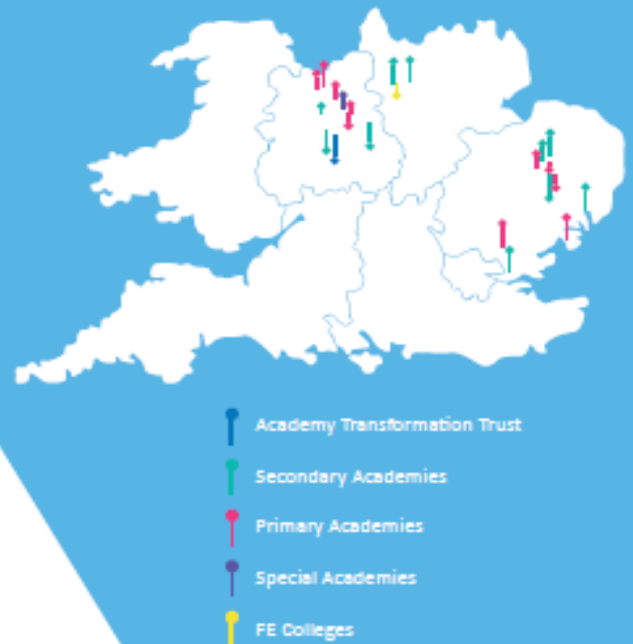 Academy Transformation Trust
Secondary Academies
Primary Academies
Special Academies
FE Colleges